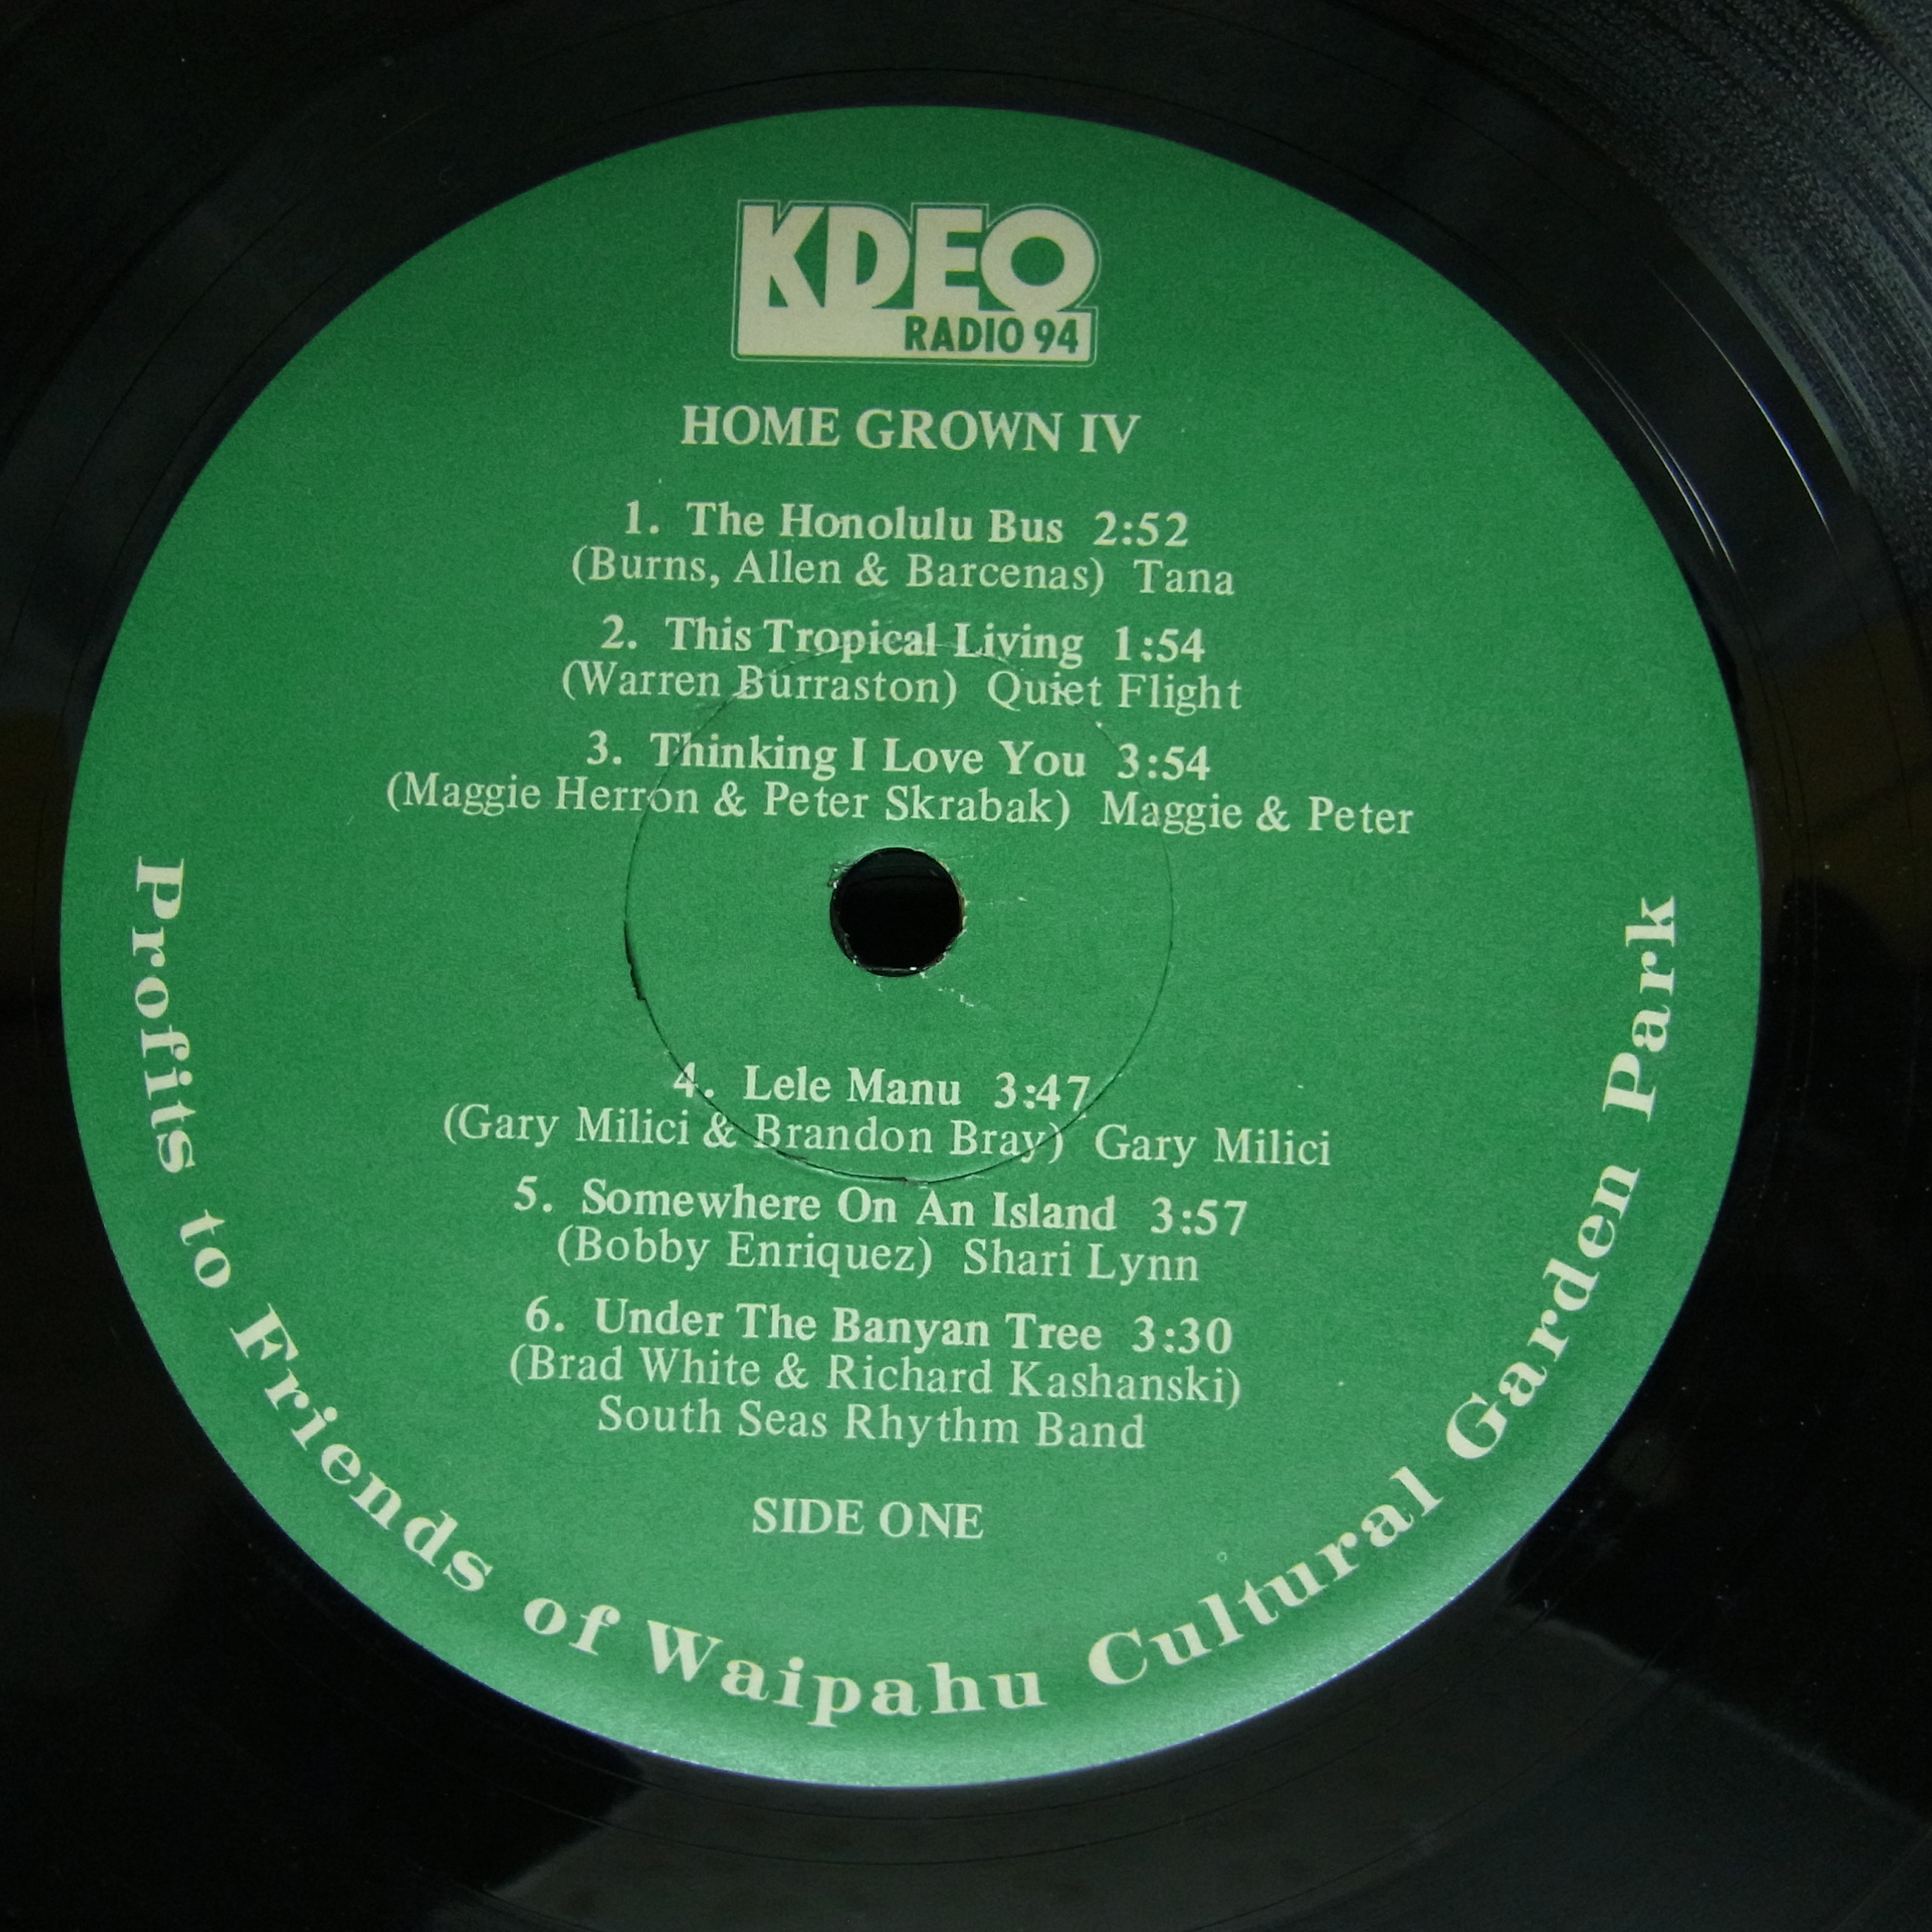 KDEO
RADIO 94
HOME GROWN IV
1. The Honolulu Bus 2:52
(Burns, Allen & Barcenas) Tana
2. This Tropical Living 1:54
(Warren Burraston) Quiet Flight
3. Thinking I Love You 3:54
(Maggie Herron & Peter Skrabak) Maggie & Peter
4. Lele Manu 3:47
(Gary Milici & Brandon Bray) Gary Milici
5. Somewhere On An Island 3:57
(Bobby Enriquez) Shari Lynn
6. Under The Banyan Tree 3:30
(Brad White & Richard Kashanski)
South Seas Rhythm Band
SIDE ONE
Profits to Friends of Waipahu Cultural Garden Park